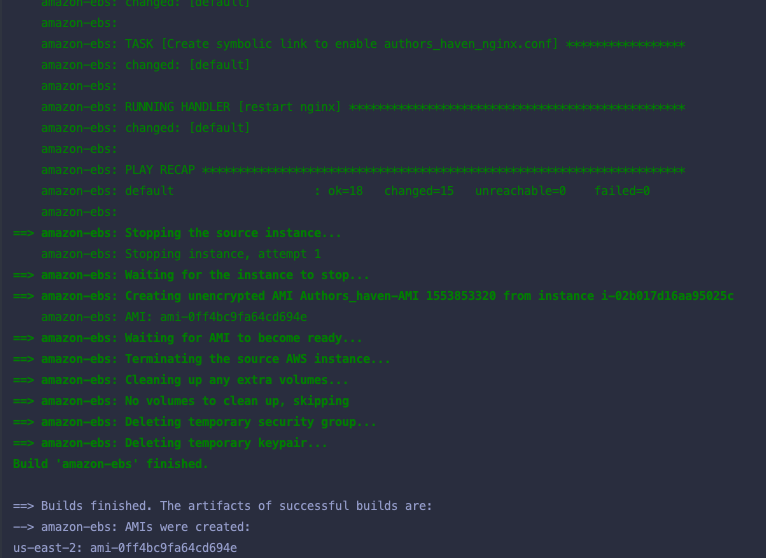 amazon-ebs: changed: [default]
amazon-ebs:
amazon-ebs: TASK [Create symbolic link to enable authors_haven_nginx.conf] *****************
amazon-ebs: changed: [default]
amazon-ebs:
amazon-ebs: RUNNING HANDLER [restart nginx] ************************************************
amazon-ebs: changed: [default]
amazon-ebs:
amazon-ebs: PLAY RECAP *********************************************************************
amazon-ebs: default                    : ok=18   changed=15   unreachable=0    failed=0
amazon-ebs:
==> amazon-ebs: Stopping the source instance...
amazon-ebs: Stopping instance, attempt 1
==> amazon-ebs: Waiting for the instance to stop...
==> amazon-ebs: Creating unencrypted AMI Authors_haven-AMI 1553853320 from instance i-02b017d16aa95025c
amazon-ebs: AMI: ami-0ff4bc9fa64cd694e
==> amazon-ebs: Waiting for AMI to become ready...
==> amazon-ebs: Terminating the source AWS instance...
==> amazon-ebs: Cleaning up any extra volumes...
==> amazon-ebs: No volumes to clean up, skipping
==> amazon-ebs: Deleting temporary security group...
==> amazon-ebs: Deleting temporary keypair...
Build 'amazon-ebs' finished.
==> Builds finished. The artifacts of successful builds are:
--> amazon-ebs: AMIs were created:
us-east-2: ami-0ff4bc9fa64cd694e